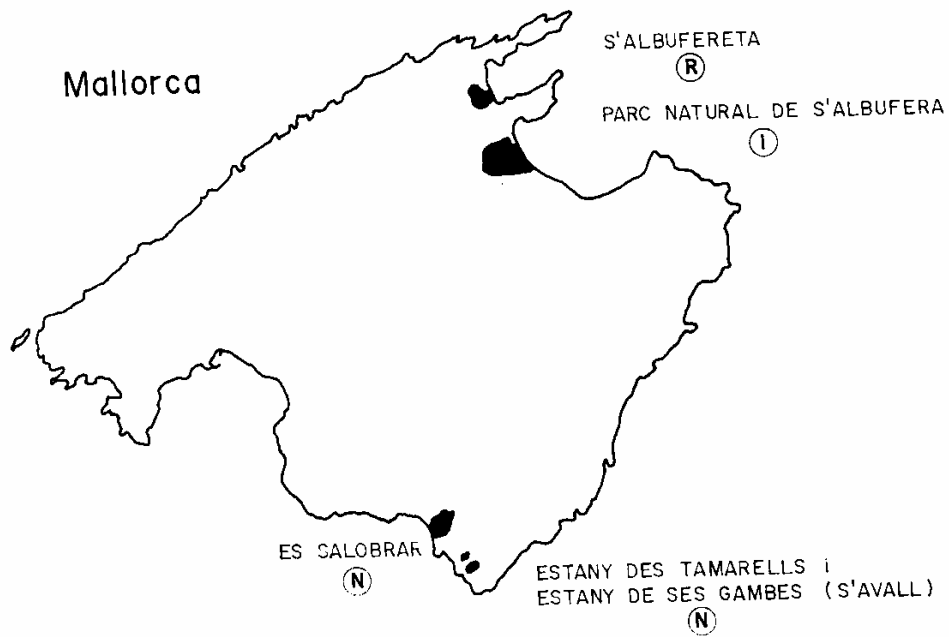 Mallorca
S'ALBUFERETA
R
PARC NATURAL DE S'ALBUFERA
I
ES SALOBRAR
N
ESTANY DES TAMARELLS i
ESTANY DE SES GAMBES (S'AVALL)
N